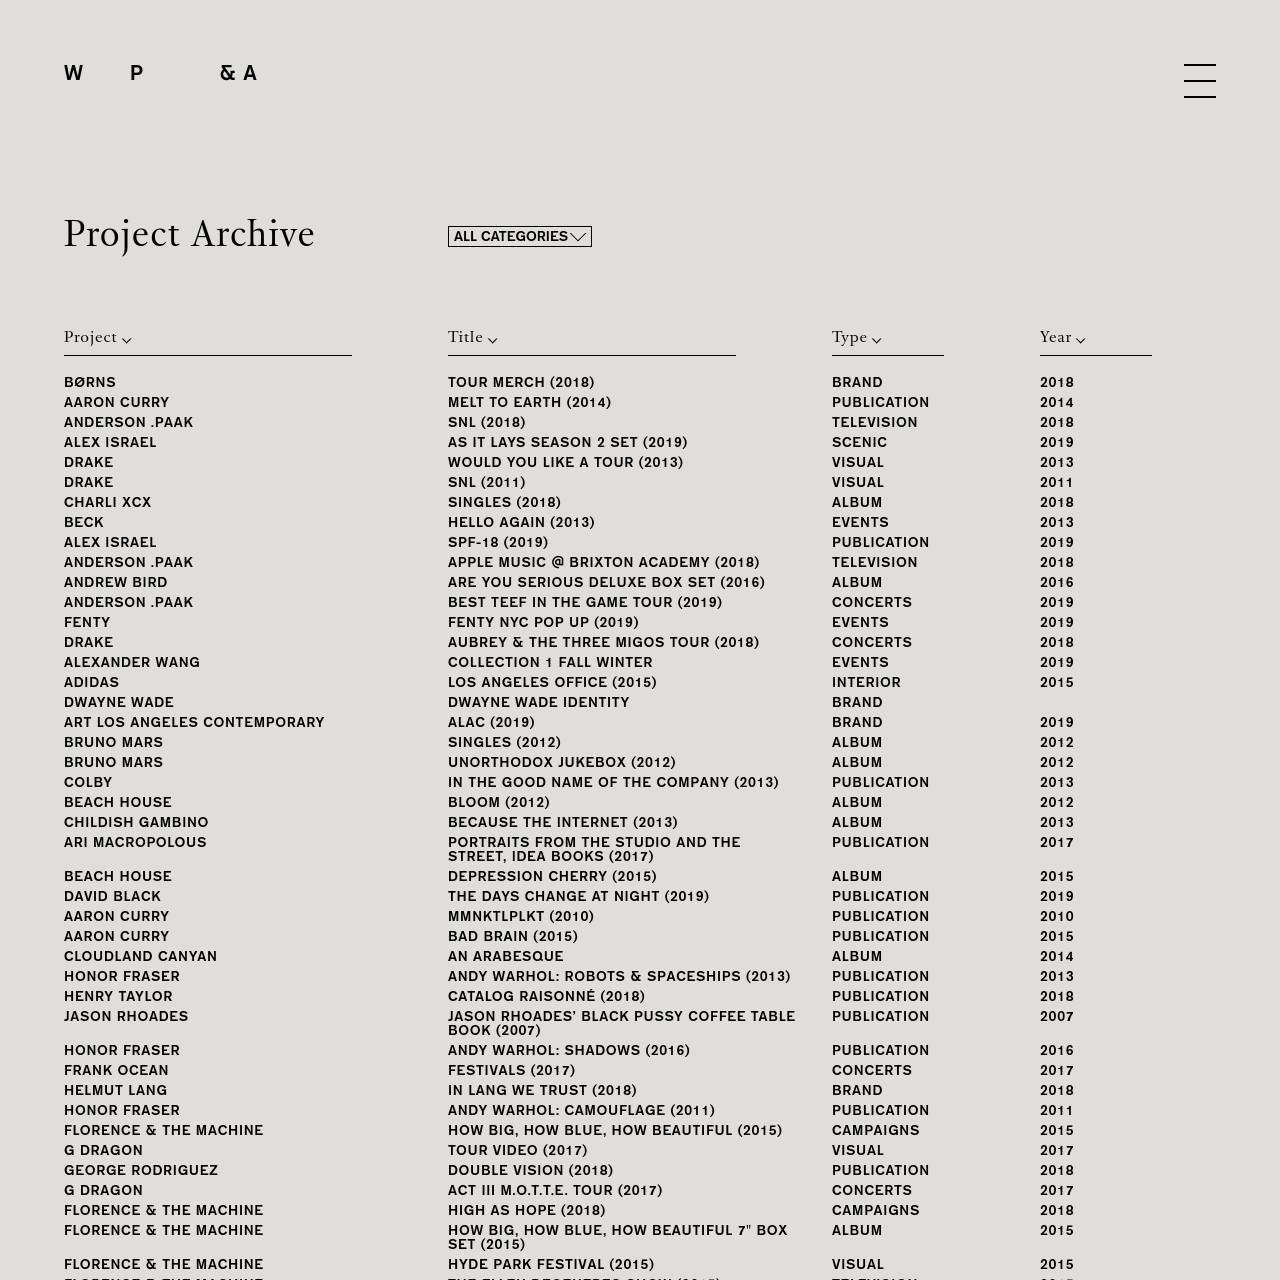 W P & A
Project Archive
ALL CATEGORIES
Project Title Type Year
BØRNS TOUR MERCH (2018) BRAND 2018
AARON CURRY MELT TO EARTH (2014) PUBLICATION 2014
ANDERSON .PAAK SNL (2018) TELEVISION 2018
ALEX ISRAEL AS IT LAYS SEASON 2 SET (2019) SCENIC 2019
DRAKE WOULD YOU LIKE A TOUR (2013) VISUAL 2013
DRAKE SNL (2011) VISUAL 2011
CHARLI XCX SINGLES (2018) ALBUM 2018
BECK HELLO AGAIN (2013) EVENTS 2013
ALEX ISRAEL SPF-18 (2019) PUBLICATION 2019
ANDERSON .PAAK APPLE MUSIC @ BRIXTON ACADEMY (2018) TELEVISION 2018
ANDREW BIRD ARE YOU SERIOUS DELUXE BOX SET (2016) ALBUM 2016
ANDERSON .PAAK BEST TEEF IN THE GAME TOUR (2019) CONCERTS 2019
FENTY FENTY NYC POP UP (2019) EVENTS 2019
DRAKE AUBREY & THE THREE MIGOS TOUR (2018) CONCERTS 2018
ALEXANDER WANG COLLECTION 1 FALL WINTER EVENTS 2019
ADIDAS LOS ANGELES OFFICE (2015) INTERIOR 2015
DWAYNE WADE DWAYNE WADE IDENTITY BRAND
ART LOS ANGELES CONTEMPORARY ALAC (2019) BRAND 2019
BRUNO MARS SINGLES (2012) ALBUM 2012
BRUNO MARS UNORTHODOX JUKEBOX (2012) ALBUM 2012
COLBY IN THE GOOD NAME OF THE COMPANY (2013) PUBLICATION 2013
BEACH HOUSE BLOOM (2012) ALBUM 2012
CHILDISH GAMBINO BECAUSE THE INTERNET (2013) ALBUM 2013
ARI MACROPOLOUS PORTRAITS FROM THE STUDIO AND THE PUBLICATION 2017
STREET, IDEA BOOKS (2017)
BEACH HOUSE DEPRESSION CHERRY (2015) ALBUM 2015
DAVID BLACK THE DAYS CHANGE AT NIGHT (2019) PUBLICATION 2019
AARON CURRY MMNKTLPLKT (2010) PUBLICATION 2010
AARON CURRY BAD BRAIN (2015) PUBLICATION 2015
CLOUDLAND CANYAN AN ARABESQUE ALBUM 2014
HONOR FRASER ANDY WARHOL: ROBOTS & SPACESHIPS (2013) PUBLICATION 2013
HENRY TAYLOR CATALOG RAISONNÉ (2018) PUBLICATION 2018
JASON RHOADES JASON RHOADES’ BLACK PUSSY COFFEE TABLE PUBLICATION 2007
BOOK (2007)
HONOR FRASER ANDY WARHOL: SHADOWS (2016) PUBLICATION 2016
FRANK OCEAN FESTIVALS (2017) CONCERTS 2017
HELMUT LANG IN LANG WE TRUST (2018) BRAND 2018
HONOR FRASER ANDY WARHOL: CAMOUFLAGE (2011) PUBLICATION 2011
FLORENCE & THE MACHINE HOW BIG, HOW BLUE, HOW BEAUTIFUL (2015) CAMPAIGNS 2015
G DRAGON TOUR VIDEO (2017) VISUAL 2017
GEORGE RODRIGUEZ DOUBLE VISION (2018) PUBLICATION 2018
G DRAGON ACT III M.O.T.T.E. TOUR (2017) CONCERTS 2017
FLORENCE & THE MACHINE HIGH AS HOPE (2018) CAMPAIGNS 2018
FLORENCE & THE MACHINE HOW BIG, HOW BLUE, HOW BEAUTIFUL 7" BOX ALBUM 2015
SET (2015)
FLORENCE & THE MACHINE HYDE PARK FESTIVAL (2015) VISUAL 2015